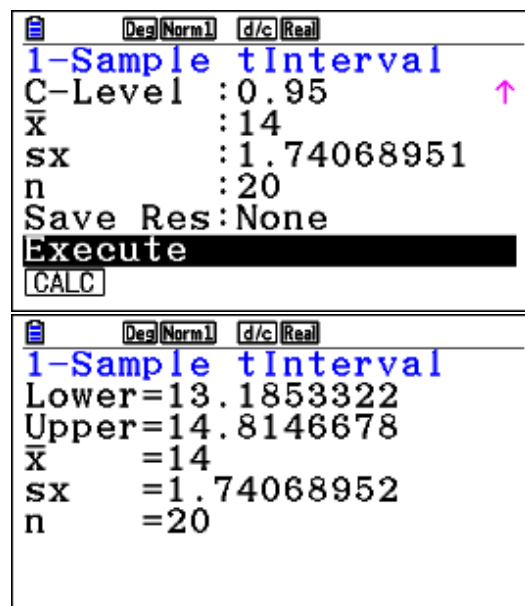 Deg Norm1 d/c Real
1-Sample tInterval
C-Level :0.95 ↑
x̄ :14
sx :1.74068951
n :20
Save Res:None
Execute
CALC
Deg Norm1 d/c Real
1-Sample tInterval
Lower=13.1853322
Upper=14.8146678
x̄ =14
sx =1.74068952
n =20